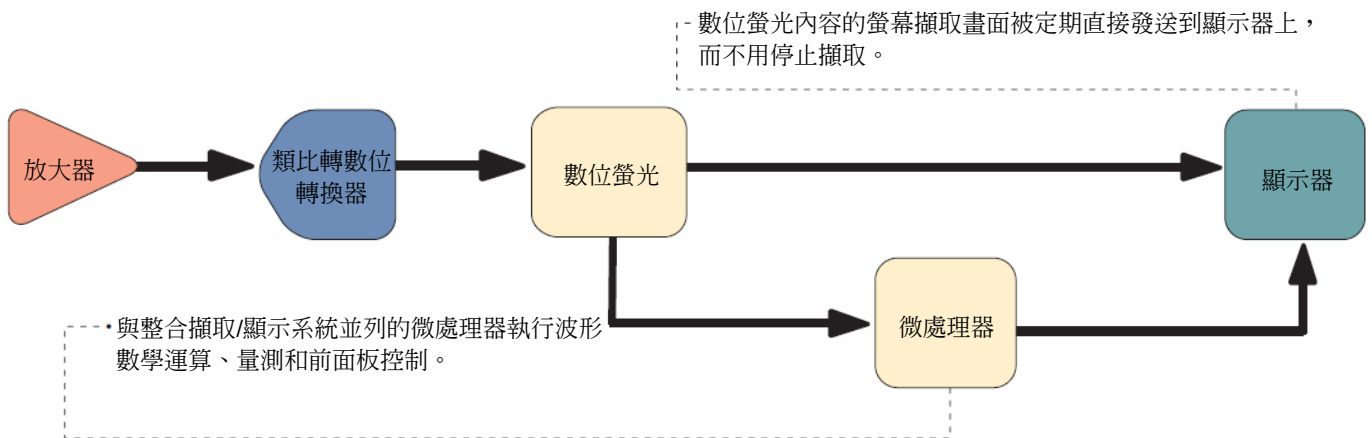 - 數位螢光內容的螢幕擷取畫面被定期直接發送到顯示器上，
而不用停止擷取。
放大器
類比轉數位
轉換器
數位螢光
顯示器
• 與整合擷取/顯示系統並列的微處理器執行波形
數學運算、量測和前面板控制。
微處理器